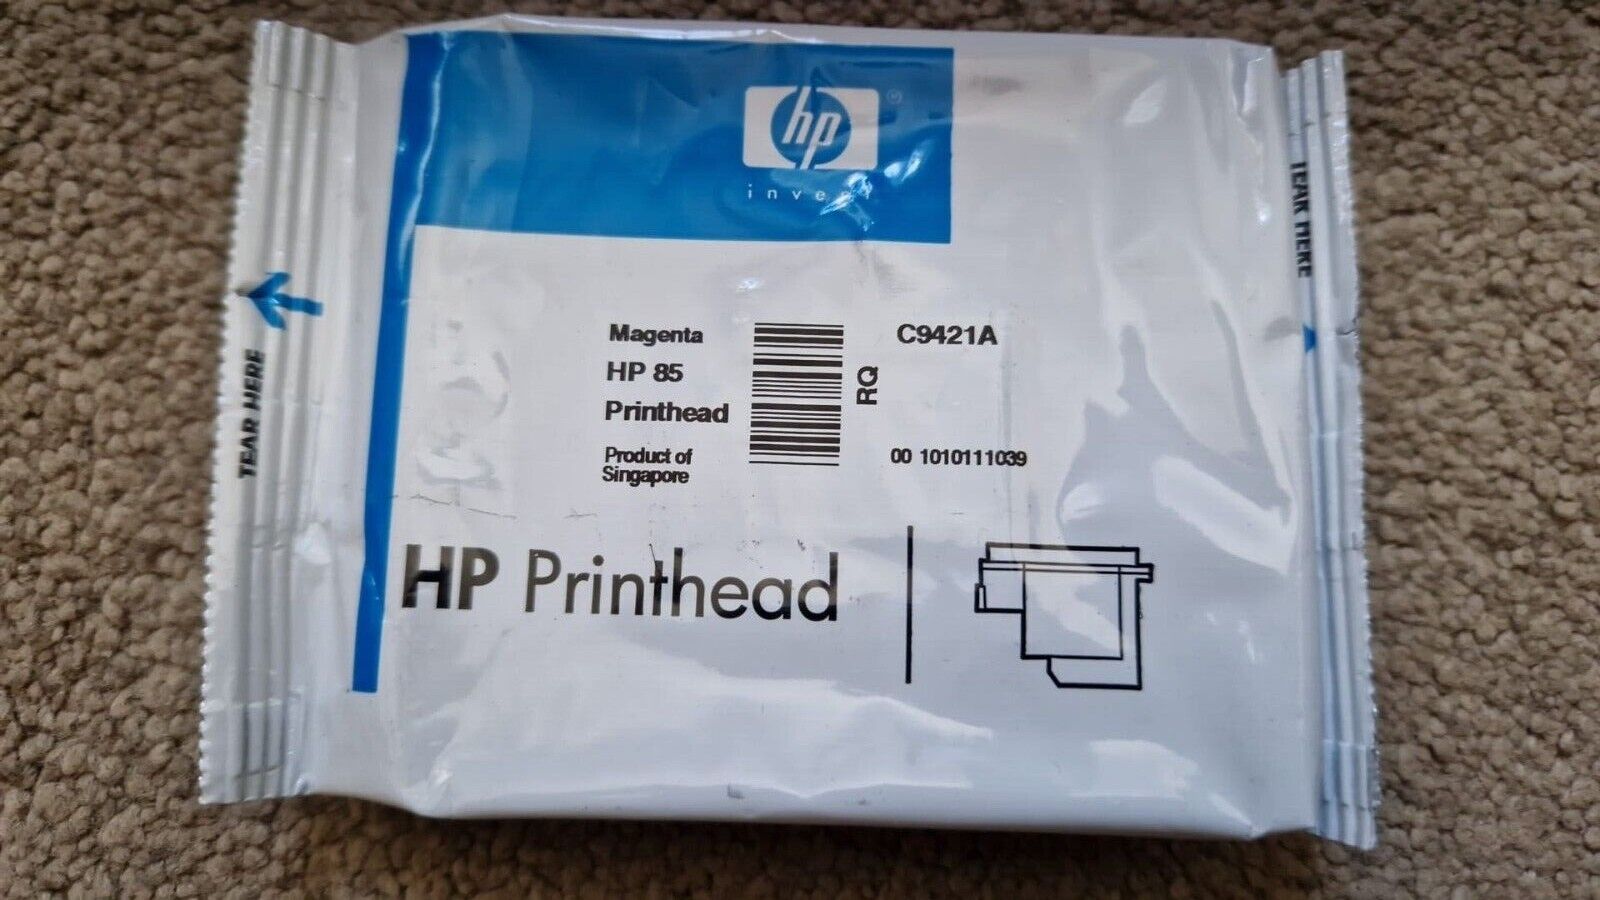 hp
invent
TEAR HERE
TEAR HERE
Magenta
HP 85
Printhead
Product of
Singapore
RQ
C9421A
00 1010111039
HP Printhead